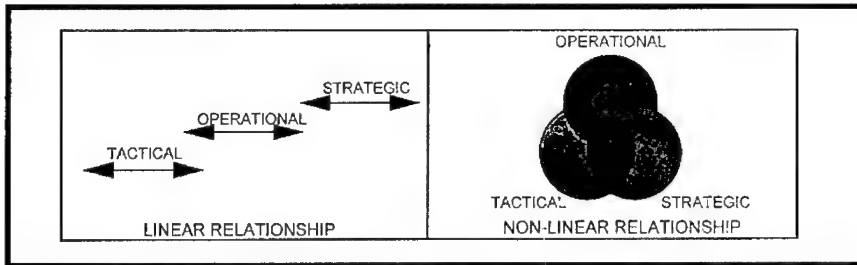 STRATEGIC
OPERATIONAL
TACTICAL
LINEAR RELATIONSHIP
OPERATIONAL
TACTICAL
STRATEGIC
NON-LINEAR RELATIONSHIP